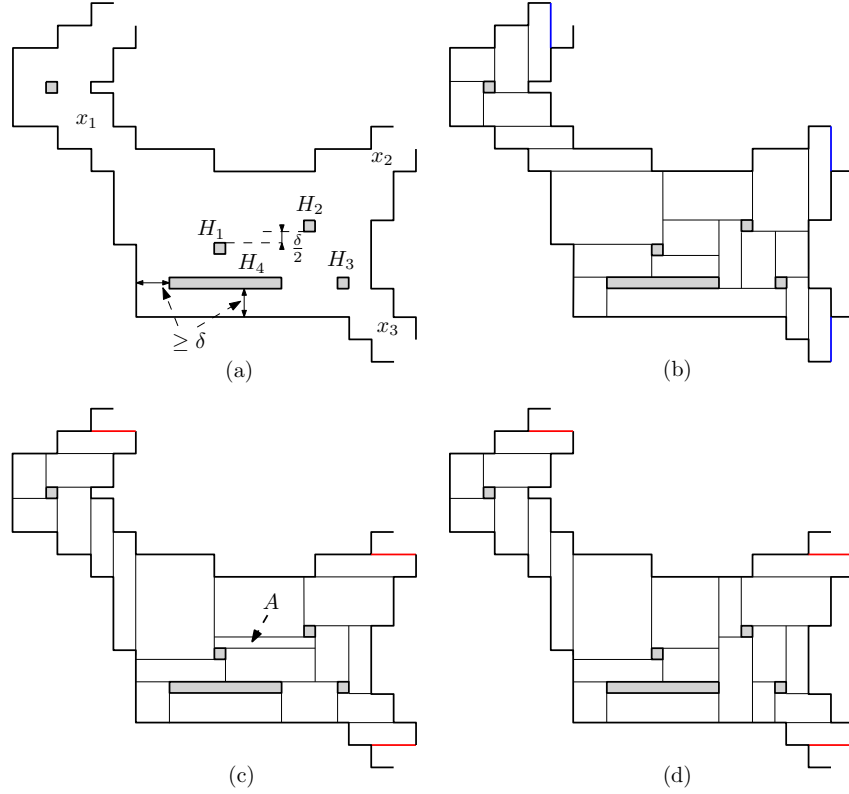 x₁
x₂
H₂
H₁
δ/2
H₄
H₃
x₃
≥ δ
(a)
(b)
A
(c)
(d)